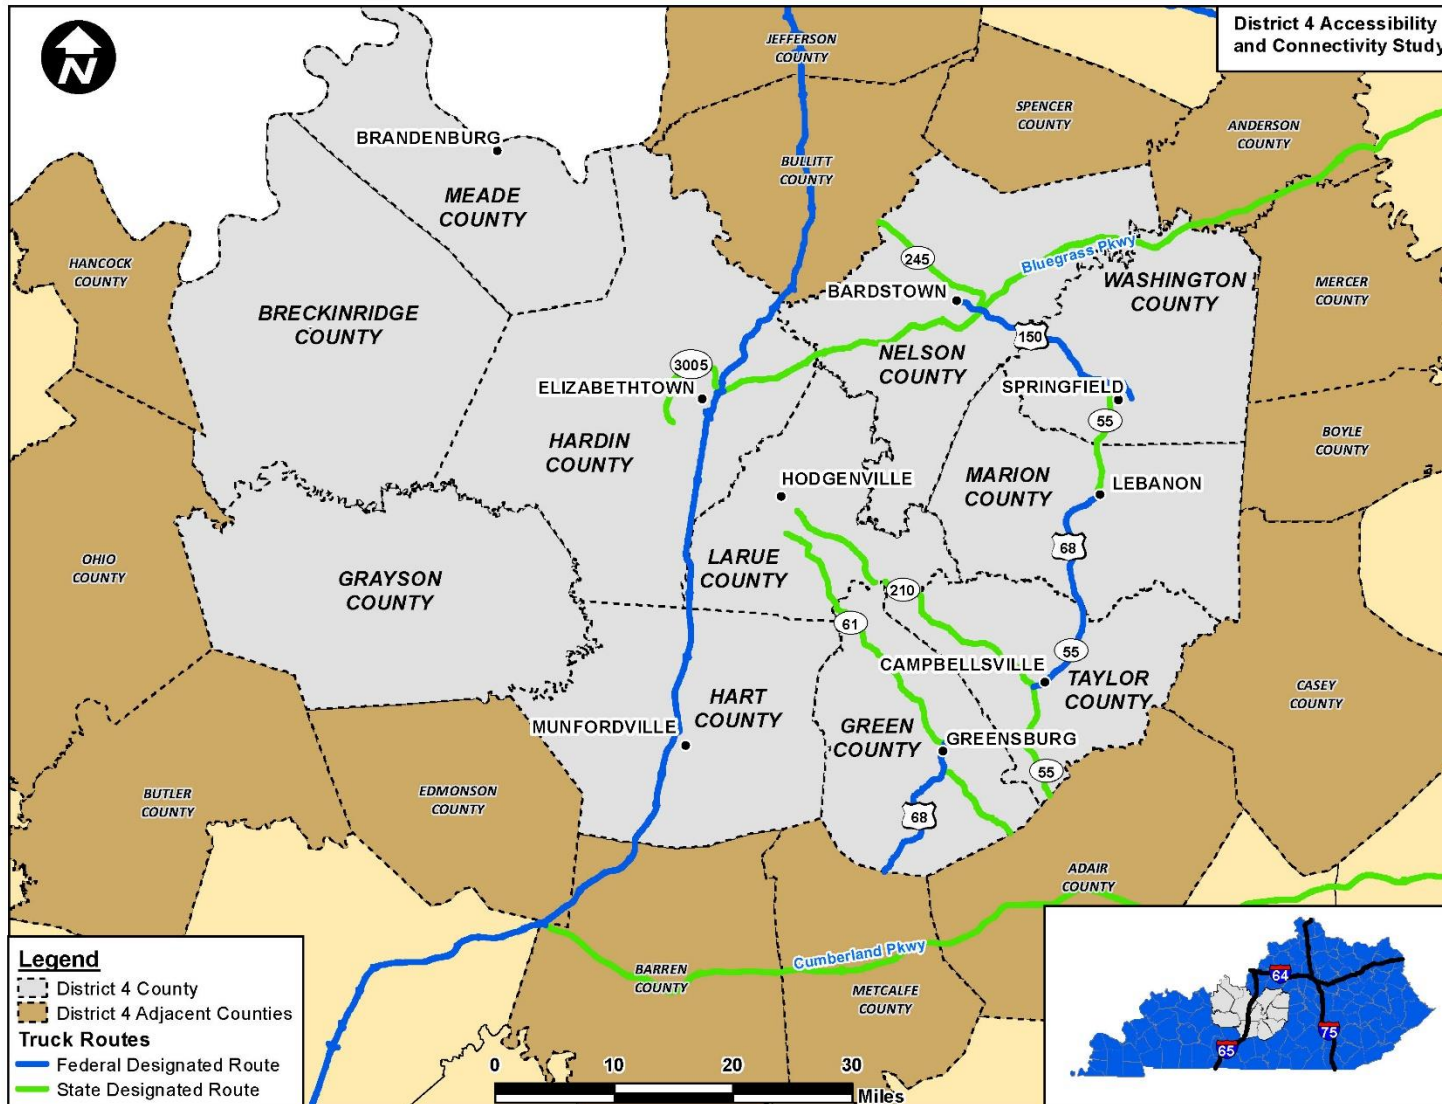 District 4 Accessibility
and Connectivity Study
N
JEFFERSON
COUNTY
SPENCER
COUNTY
ANDERSON
COUNTY
BRANDENBURG
BULLITT
COUNTY
MEADE
COUNTY
HANCOCK
COUNTY
245
Bluegrass Pkwy
WASHINGTON
COUNTY
MERCER
COUNTY
BARDSTOWN
BRECKINRIDGE
COUNTY
150
NELSON
COUNTY
3005
ELIZABETHTOWN
SPRINGFIELD
55
HARDIN
COUNTY
BOYLE
COUNTY
HODGENVILLE
MARION
COUNTY
LEBANON
68
OHIO
COUNTY
GRAYSON
COUNTY
LARUE
COUNTY
210
61
55
CAMPBELLSVILLE
TAYLOR
COUNTY
CASEY
COUNTY
HART
COUNTY
MUNFORDVILLE
GREEN
COUNTY
GREENSBURG
55
BUTLER
COUNTY
EDMONSON
COUNTY
68
ADAIR
COUNTY
Cumberland Pkwy
BARREN
COUNTY
METCALFE
COUNTY
Legend
District 4 County
District 4 Adjacent Counties
Truck Routes
Federal Designated Route
State Designated Route
0 10 20 30
Miles
64
75
65